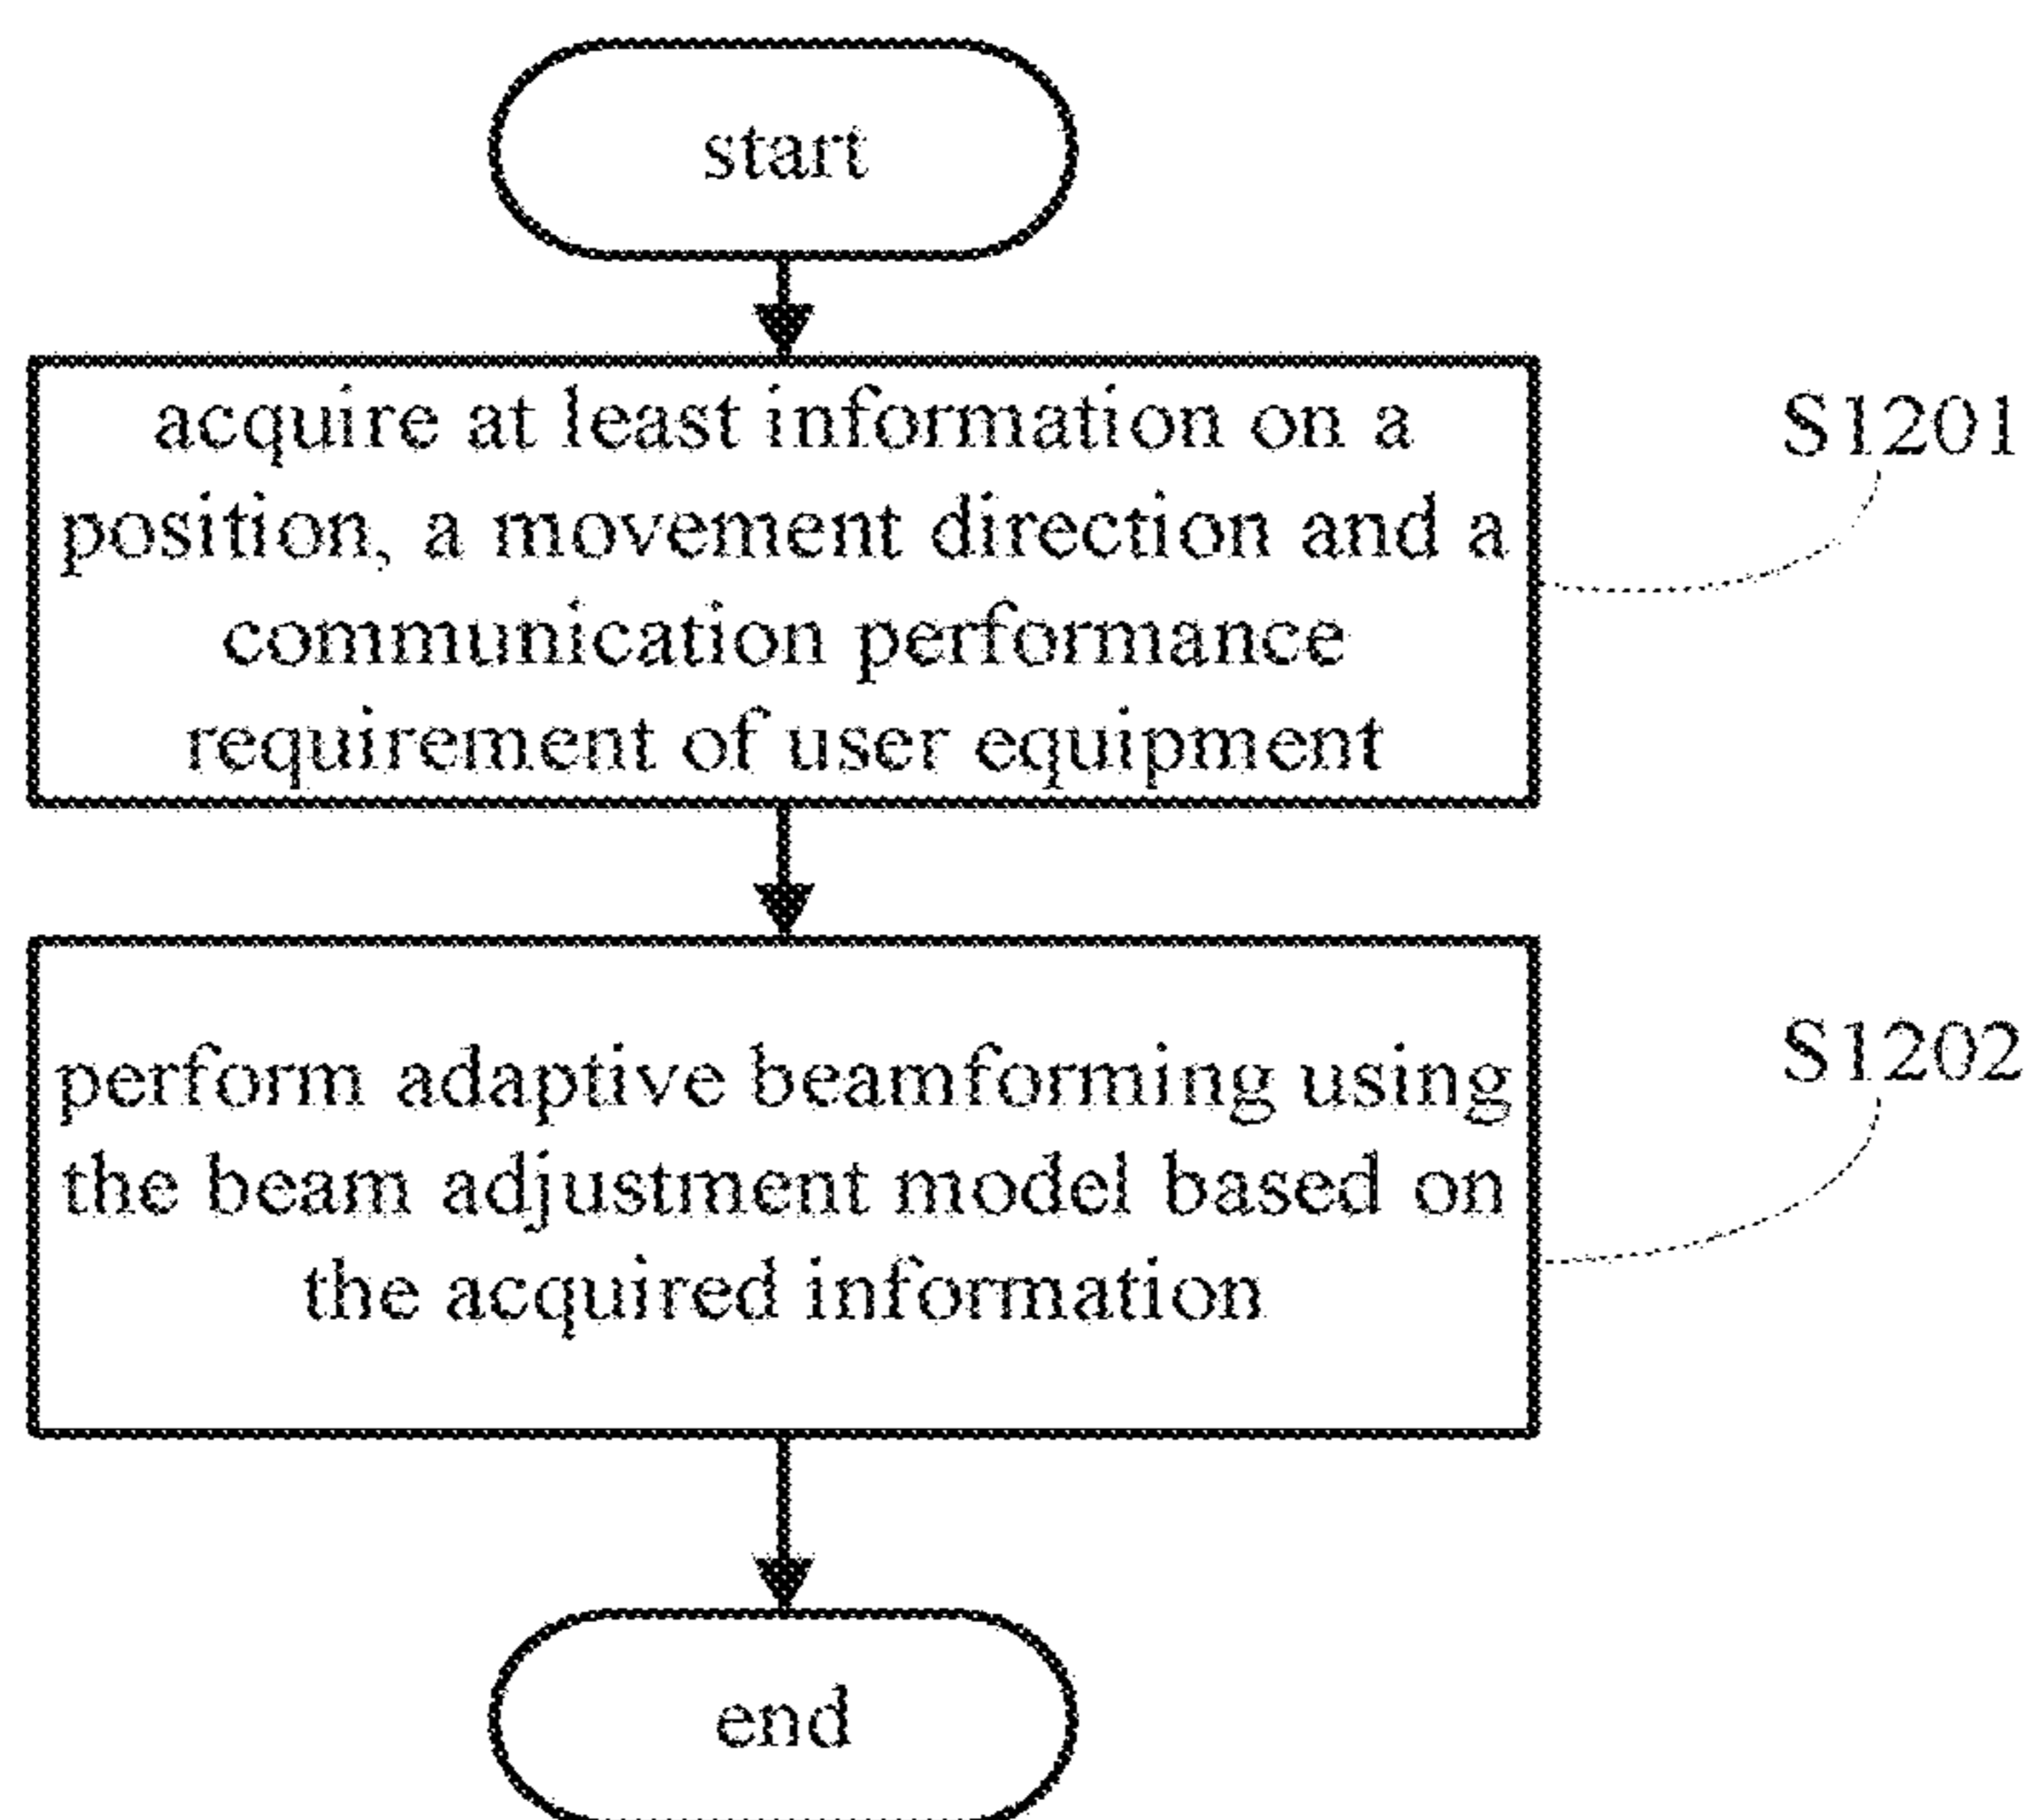 start
acquire at least information on a
position, a movement direction and a
communication performance
requirement of user equipment
S1201
perform adaptive beamforming using
the beam adjustment model based on
the acquired information
S1202
end